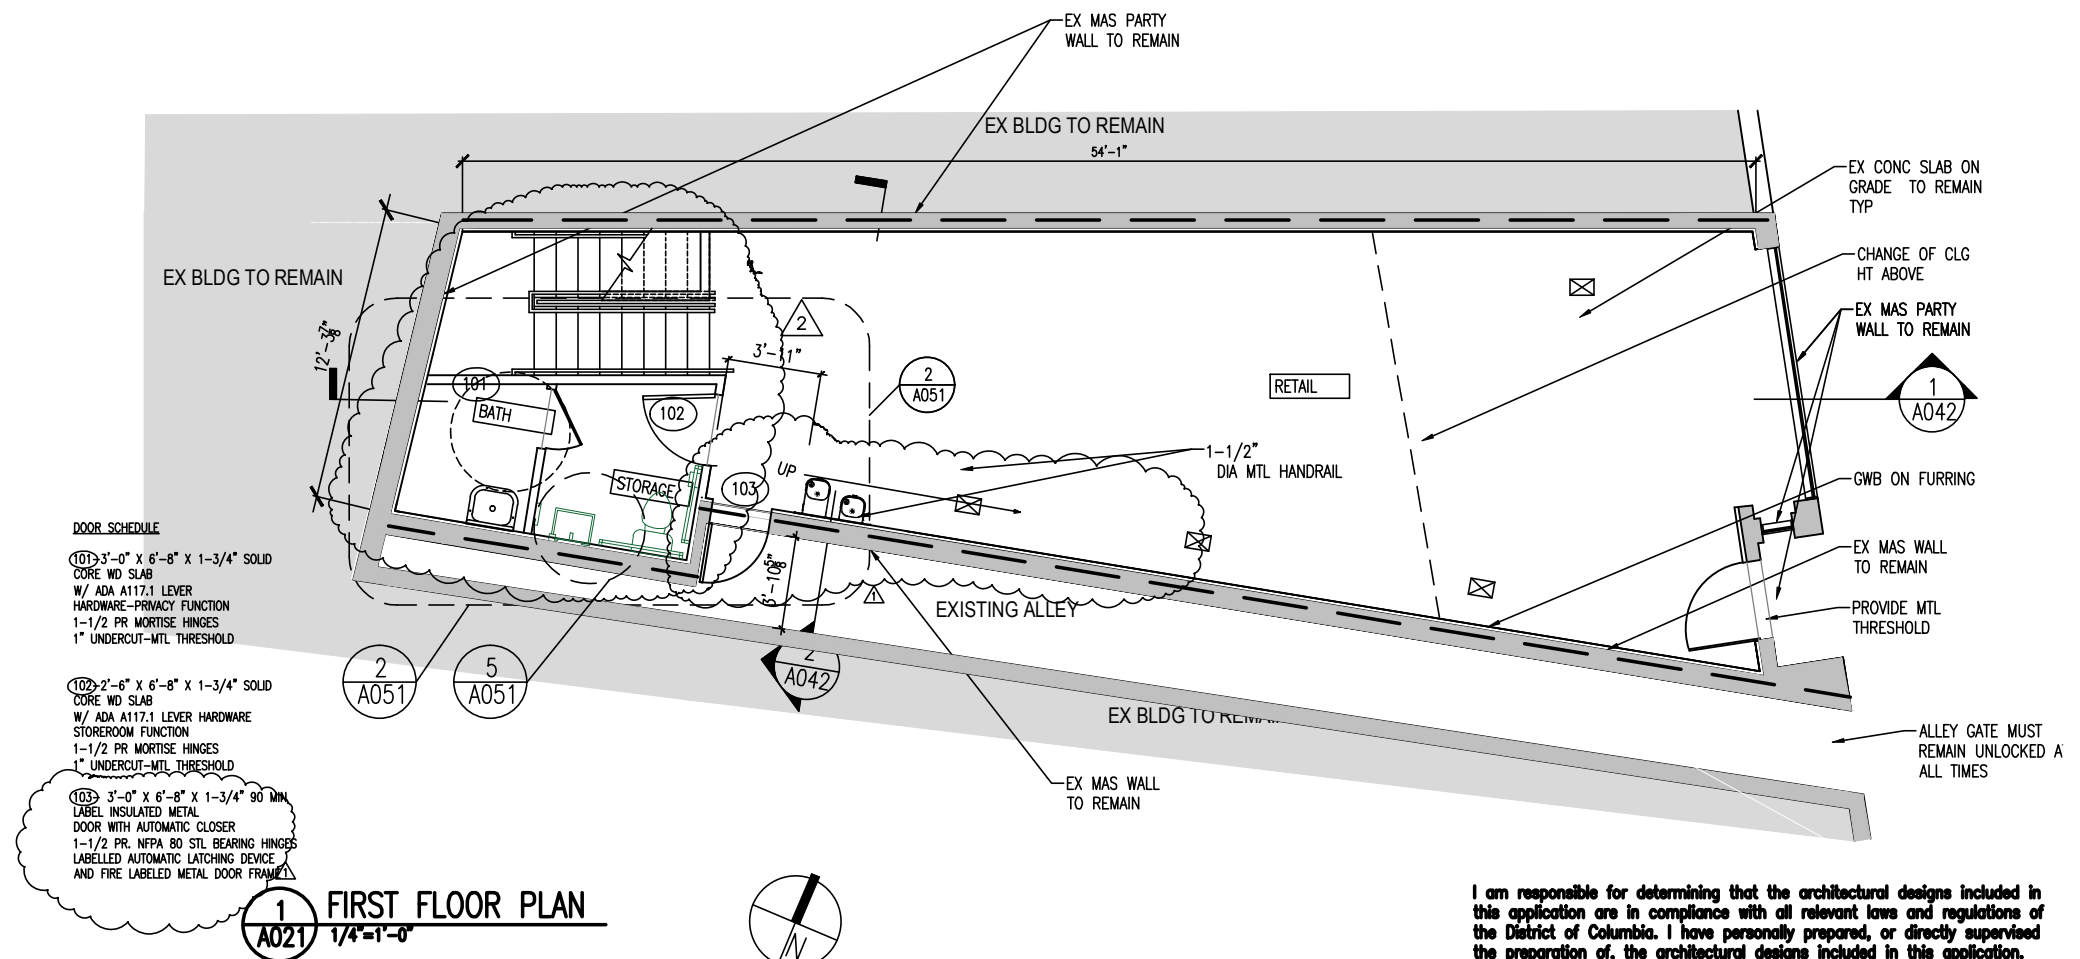 EX MAS PARTY
WALL TO REMAIN
EX BLDG TO REMAIN
54'-1"
EX CONC SLAB ON
GRADE TO REMAIN
TYP
EX BLDG TO REMAIN
CHANGE OF CLG
HT ABOVE
EX MAS PARTY
WALL TO REMAIN
2
12'-3 7/8"
3'-1"
2
A051
RETAIL
1
A042
101
BATH
102
1-1/2"
DIA MTL HANDRAIL
UP
STORAGE
103
GWB ON FURRING
DOOR SCHEDULE
101-3'-0" X 6'-8" X 1-3/4" SOLID
CORE WD SLAB
W/ ADA A117.1 LEVER
HARDWARE-PRIVACY FUNCTION
1-1/2 PR MORTISE HINGES
1" UNDERCUT-MTL THRESHOLD
EX MAS WALL
TO REMAIN
3'-10 5/8"
1
EXISTING ALLEY
PROVIDE MTL
THRESHOLD
2
A051
5
A051
2
A042
102-2'-6" X 6'-8" X 1-3/4" SOLID
CORE WD SLAB
W/ ADA A117.1 LEVER HARDWARE
STOREROOM FUNCTION
1-1/2 PR MORTISE HINGES
1" UNDERCUT-MTL THRESHOLD
EX BLDG TO REMAIN
ALLEY GATE MUST
REMAIN UNLOCKED A
ALL TIMES
EX MAS WALL
TO REMAIN
103- 3'-0" X 6'-8" X 1-3/4" 90 MIN
LABEL INSULATED METAL
DOOR WITH AUTOMATIC CLOSER
1-1/2 PR. NFPA 80 STL BEARING HINGES
LABELLED AUTOMATIC LATCHING DEVICE
AND FIRE LABELED METAL DOOR FRAME
1
1
A021
FIRST FLOOR PLAN
1/4"=1'-0"
N
I am responsible for determining that the architectural designs included in
this application are in compliance with all relevant laws and regulations of
the District of Columbia. I have personally prepared, or directly supervised
the preparation of, the architectural designs included in this application.